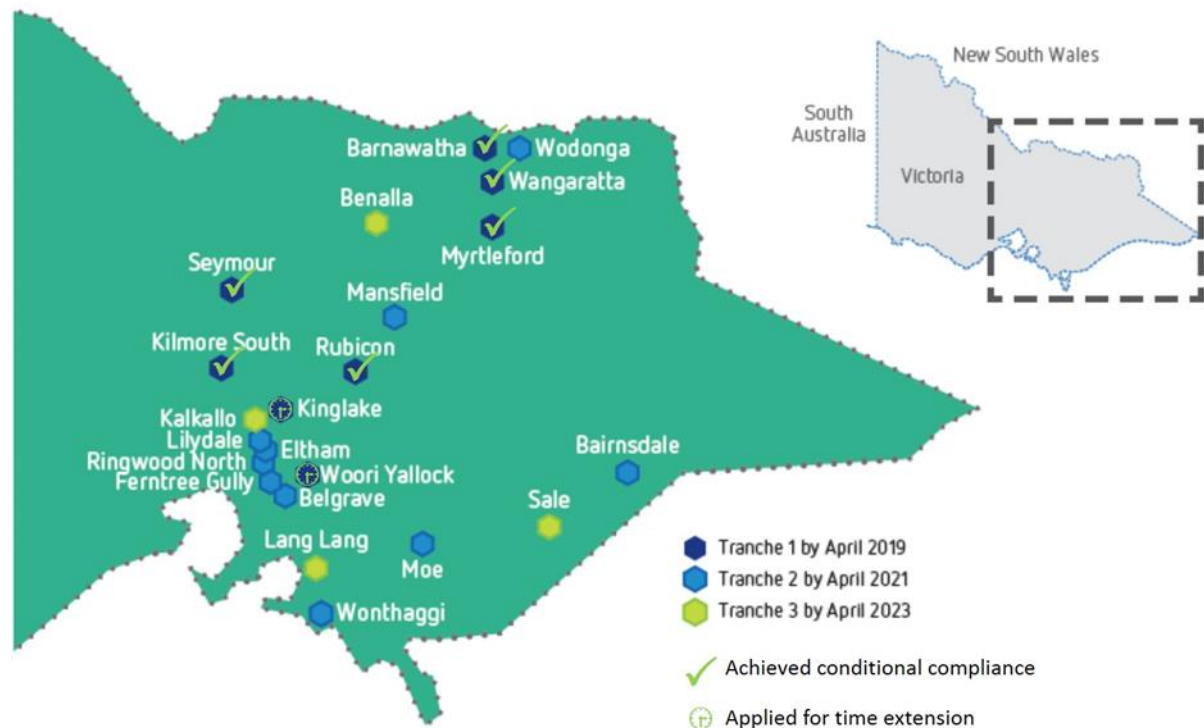 New South Wales
South
Australia
Victoria
Barnawatha
Wodonga
Wangaratta
Benalla
Myrtleford
Seymour
Mansfield
Kilmore South
Rubicon
Kinglake
Kalkallo
Lilydale
Eltham
Ringwood North
Woori Yallock
Ferntree Gully
Belgrave
Bairnsdale
Sale
Lang Lang
Moe
Wonthaggi
Tranche 1 by April 2019
Tranche 2 by April 2021
Tranche 3 by April 2023
Achieved conditional compliance
Applied for time extension